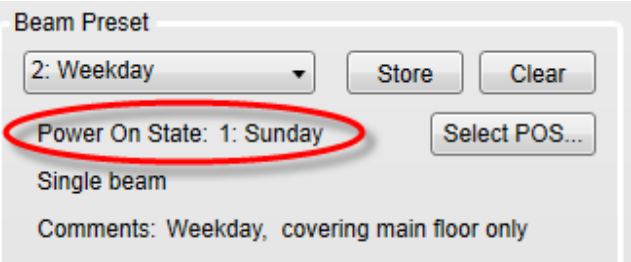 Beam Preset
2: Weekday Store Clear
Power On State: 1: Sunday Select POS...
Single beam
Comments: Weekday, covering main floor only